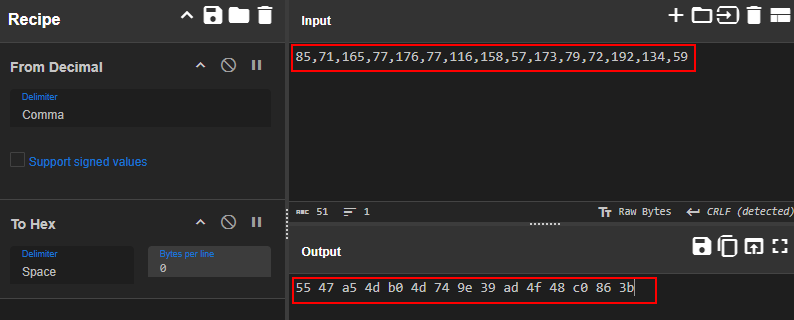 Recipe
From Decimal
Delimiter
Comma
Support signed values
To Hex
Delimiter
Space
Bytes per line
0
Input
85,71,165,77,176,77,116,158,57,173,79,72,192,134,59
ABC 51
1
Tт Raw Bytes
CRLF (detected)
Output
55 47 a5 4d b0 4d 74 9e 39 ad 4f 48 c0 86 3b